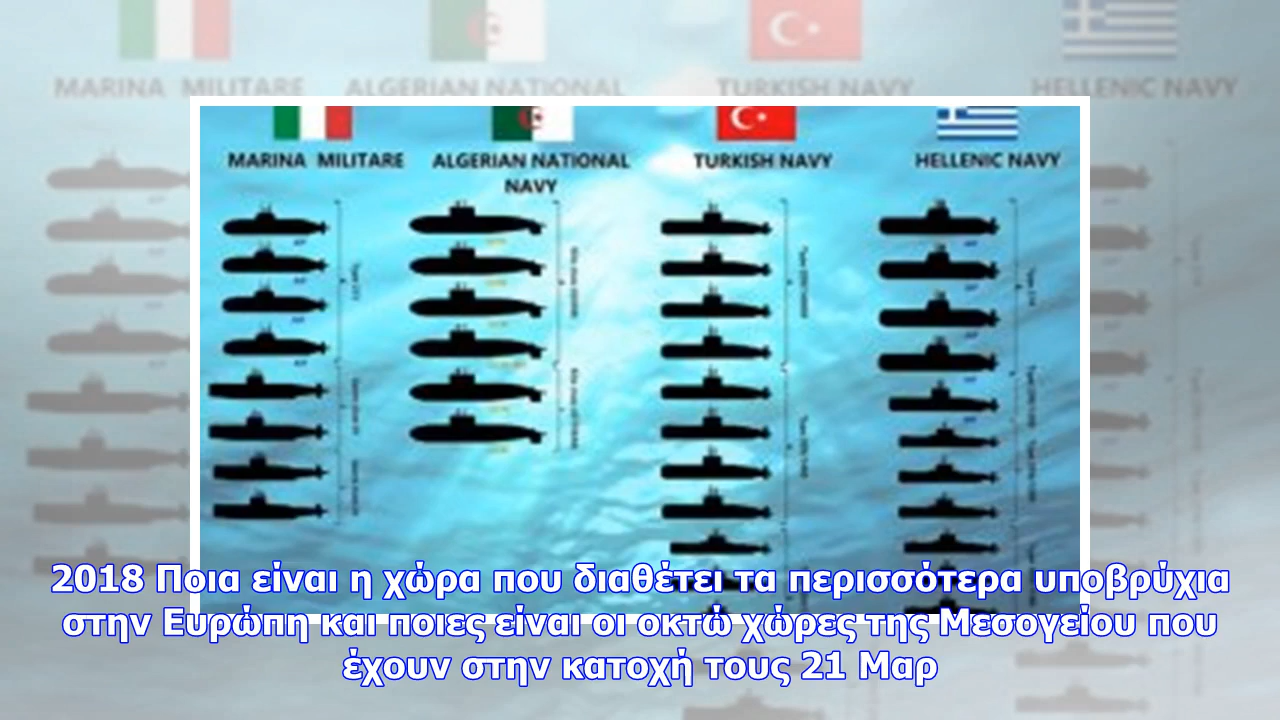 MARINA MILITARE ALGERIAN NATIONAL TURKISH NAVY HELLENIC NAVY
MARINA MILITARE
ALGERIAN NATIONAL
NAVY
TURKISH NAVY
HELLENIC NAVY
2018 Ποια είναι η χώρα που διαθέτει τα περισσότερα υποβρύχια
στην Ευρώπη και ποιες είναι οι οκτώ χώρες της Μεσογείου που
έχουν στην κατοχή τους 21 Μαρ